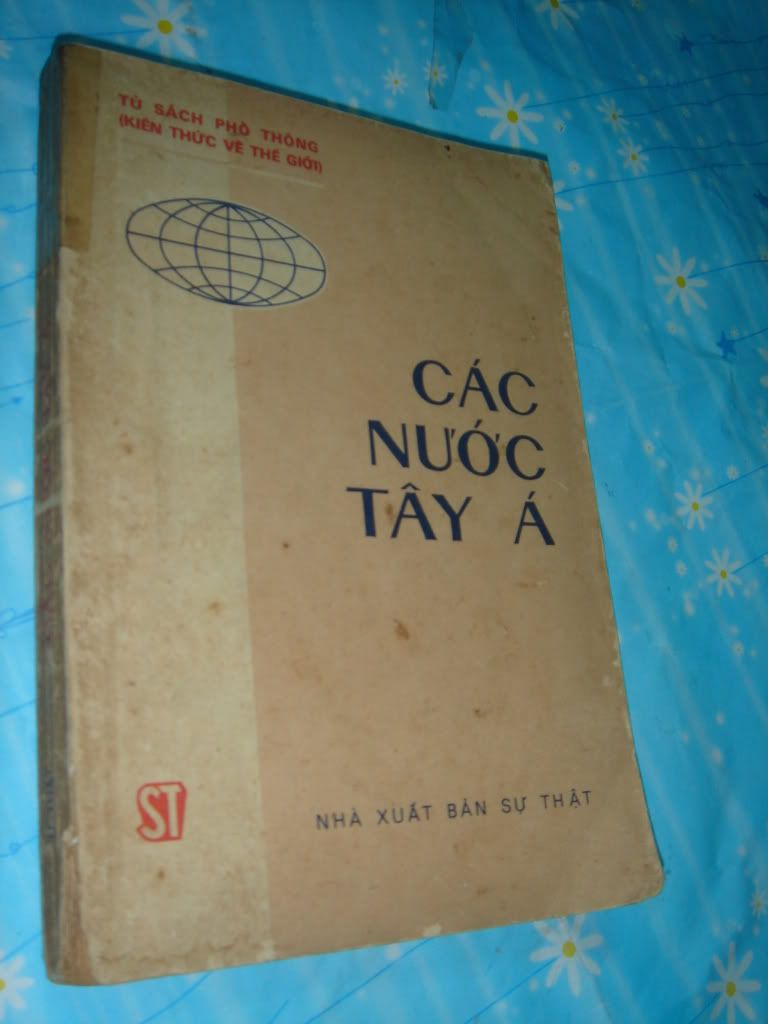 TỦ SÁCH PHỔ THÔNG
(KIẾN THỨC VỀ THẾ GIỚI)
CÁC
NƯỚC
TÂY Á
ST
NHÀ XUẤT BẢN SỰ THẬT